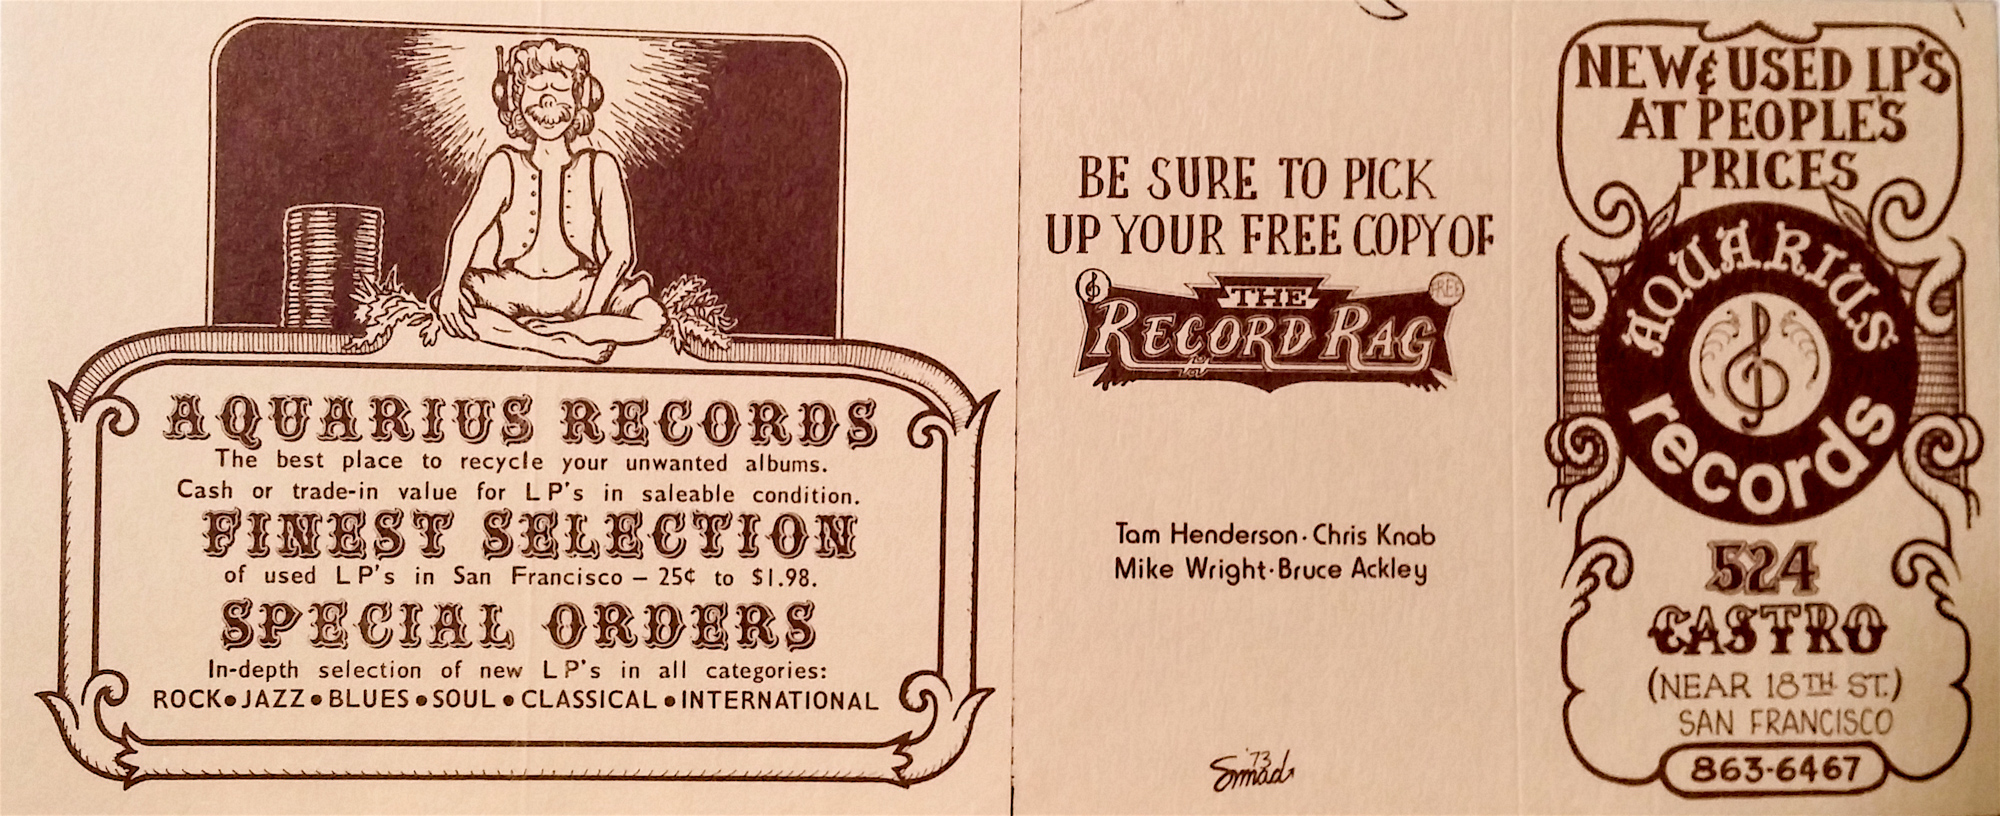 AQUARIUS RECORDS
The best place to recycle your unwanted albums.
Cash or trade-in value for LP's in saleable condition.
FINEST SELECTION
of used LP's in San Francisco – 25¢ to $1.98.
SPECIAL ORDERS
In-depth selection of new LP's in all categories:
ROCK • JAZZ • BLUES • SOUL • CLASSICAL • INTERNATIONAL
BE SURE TO PICK
UP YOUR FREE COPY OF
THE
FREE
RECORD RAG
Tam Henderson · Chris Knab
Mike Wright · Bruce Ackley
'73
NEW & USED LP'S
AT PEOPLE'S
PRICES
AQUARIUS
records
524
CASTRO
(NEAR 18TH ST.)
SAN FRANCISCO
863-6467